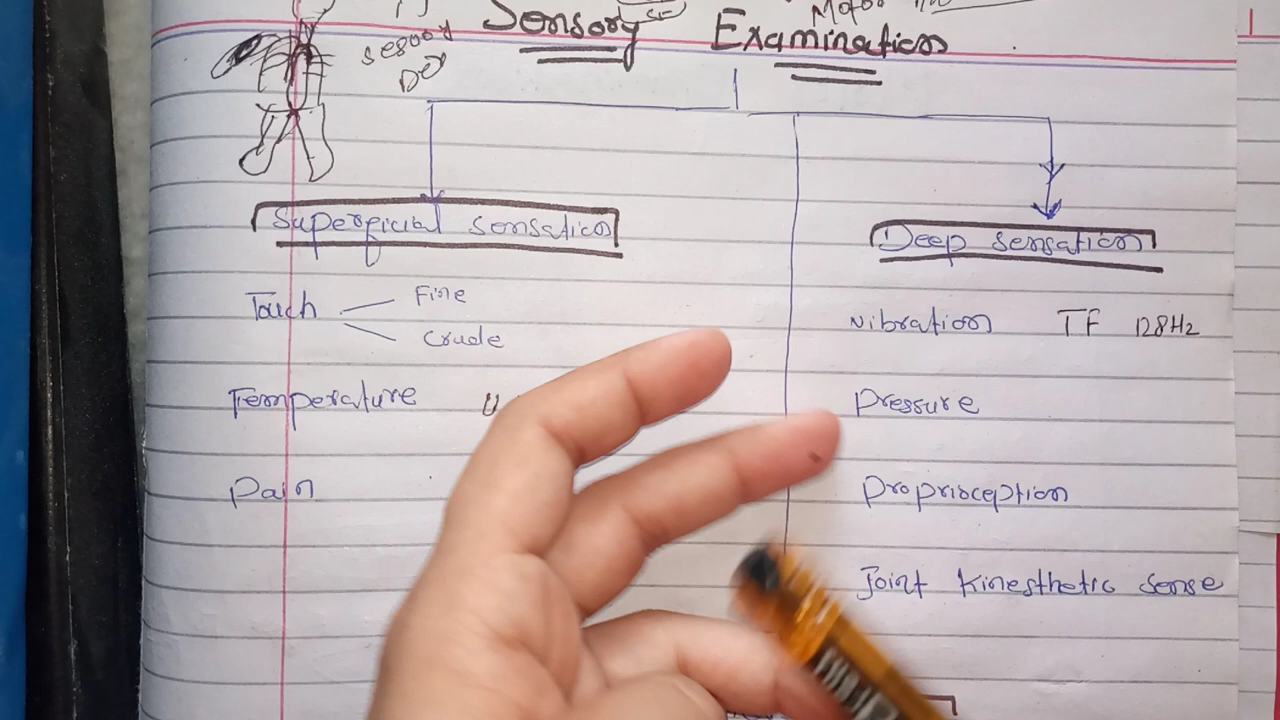 Sensory Examination
Superficial sensation
Deep sensation
Touch
Fine
Crude
Vibration TF 128Hz
Temperature
Pressure
Pain
Proprioception
Joint kinesthetic sense